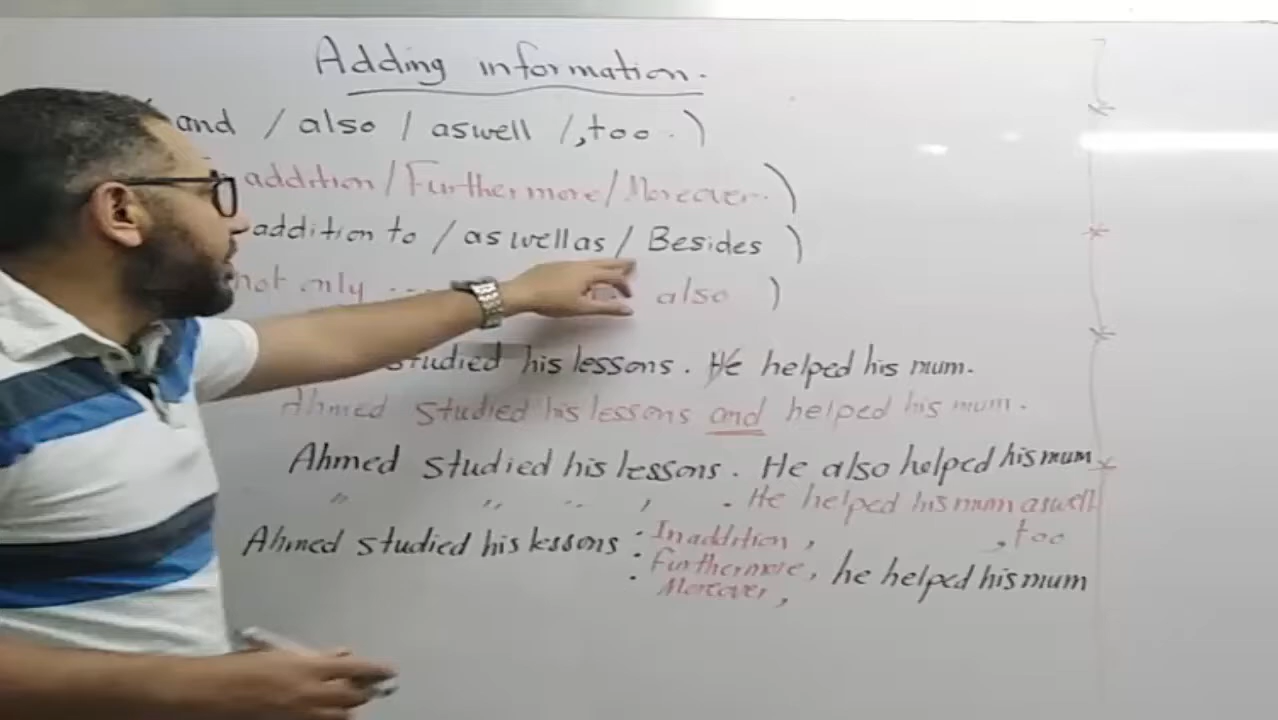 Adding information.
and / also / aswell /, too . )
addition / Furthermore / Moreover . )
addition to / as well as / Besides )
not only ---- also )
studied his lessons . He helped his mum.
Ahmed studied his lessons and helped his mum .
Ahmed studied his lessons . He also helped his mum
" " " , . He helped his mum aswell
, too
Ahmed studied his lessons . In addition ,
. Furthermore , he helped his mum
. Moreover ,